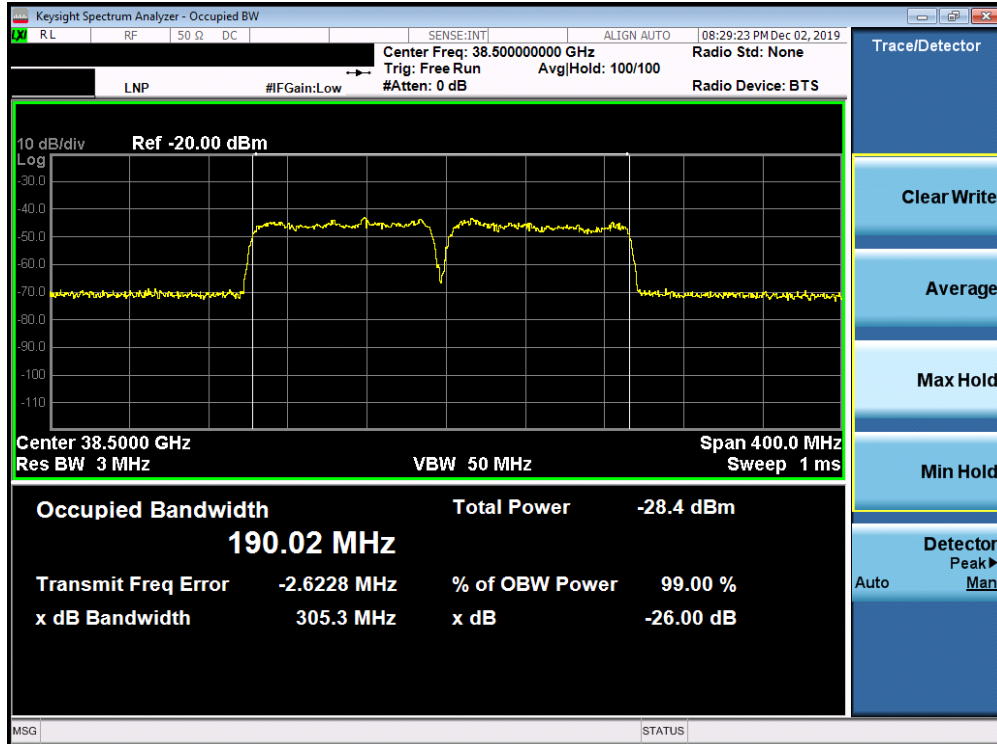 Keysight Spectrum Analyzer - Occupied BW
LXI RL RF 50 Ω DC SENSE:INT ALIGN AUTO 08:29:23 PM Dec 02, 2019
Center Freq: 38.500000000 GHz Radio Std: None
Trig: Free Run Avg|Hold: 100/100
LNP #IFGain:Low #Atten: 0 dB Radio Device: BTS
10 dB/div Ref -20.00 dBm
Log
-30.0
-40.0
-50.0
-60.0
-70.0
-80.0
-90.0
-100
-110
Center 38.5000 GHz Span 400.0 MHz
Res BW 3 MHz VBW 50 MHz Sweep 1 ms
Occupied Bandwidth Total Power -28.4 dBm
190.02 MHz
Transmit Freq Error -2.6228 MHz % of OBW Power 99.00 %
x dB Bandwidth 305.3 MHz x dB -26.00 dB
MSG STATUS
Trace/Detector
Clear Write
Average
Max Hold
Min Hold
Detector
Peak▶
Auto Man